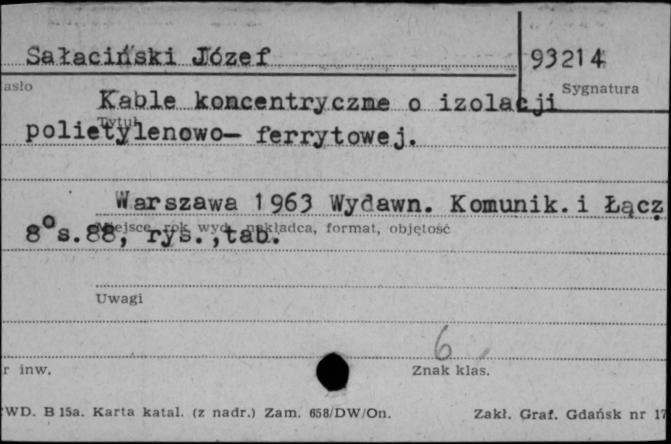 Sałaciński Józef
93214
asło
Sygnatura
Kable koncentryczne o izolacji
Tytuł
polietylenowo- ferrytowej.
Warszawa 1963 Wydawn. Komunik. i Łącz
Miejsce, rok wyd., nakładca, format, objętość
8° s. 88, rys., tab.
Uwagi
6
r inw.
Znak klas.
WD. B 15a. Karta katal. (z nadr.) Zam. 658/DW/On.
Zakł. Graf. Gdańsk nr 17